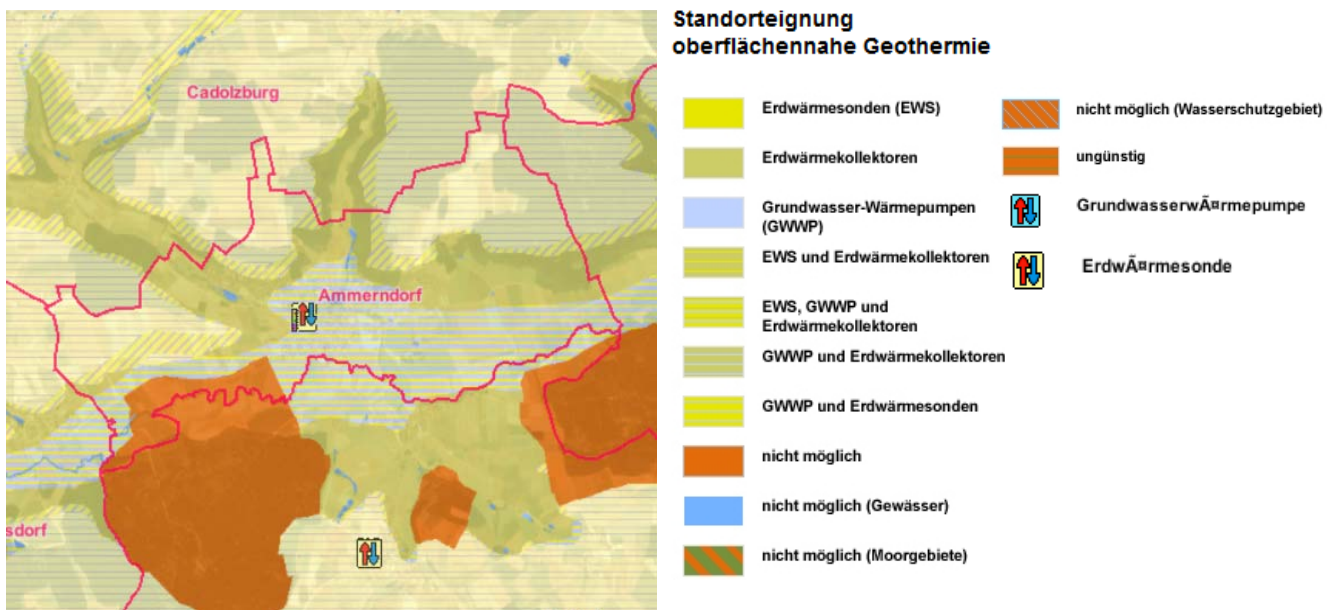 Cadolzburg
Ammerndorf
sdorf
Standorteignung
oberflächennahe Geothermie
Erdwärmesonden (EWS)
Erdwärmekollektoren
Grundwasser-Wärmepumpen
(GWWP)
EWS und Erdwärmekollektoren
EWS, GWWP und
Erdwärmekollektoren
GWWP und Erdwärmekollektoren
GWWP und Erdwärmesonden
nicht möglich
nicht möglich (Gewässer)
nicht möglich (Moorgebiete)
nicht möglich (Wasserschutzgebiet)
ungünstig
GrundwasserwÃ¤rmepumpe
ErdwÃ¤rmesonde